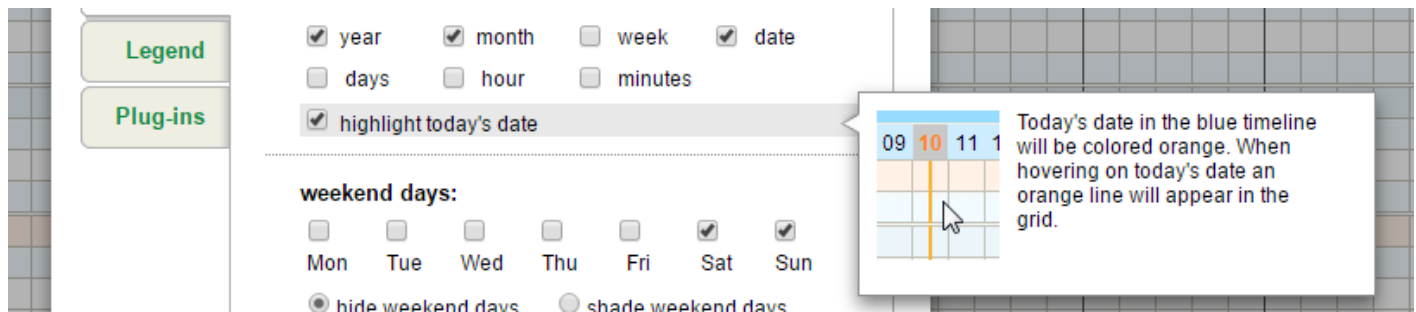 Legend
Plug-ins
year month week date
days hour minutes
highlight today's date
weekend days:
Mon Tue Wed Thu Fri Sat Sun
hide weekend days shade weekend days
09 10 11 1
Today's date in the blue timeline
will be colored orange. When
hovering on today's date an
orange line will appear in the
grid.